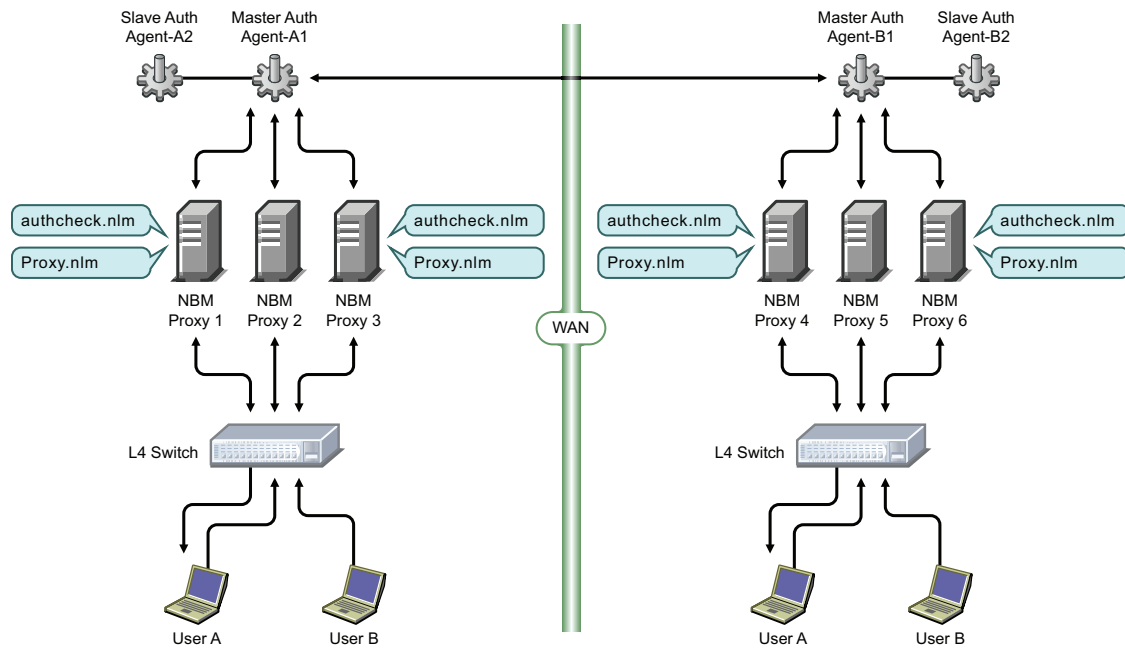 Slave Auth
Agent-A2
Master Auth
Agent-A1
Master Auth
Agent-B1
Slave Auth
Agent-B2
authcheck.nlm
Proxy.nlm
authcheck.nlm
Proxy.nlm
authcheck.nlm
Proxy.nlm
authcheck.nlm
Proxy.nlm
NBM
Proxy 1
NBM
Proxy 2
NBM
Proxy 3
WAN
NBM
Proxy 4
NBM
Proxy 5
NBM
Proxy 6
L4 Switch
L4 Switch
User A
User B
User A
User B